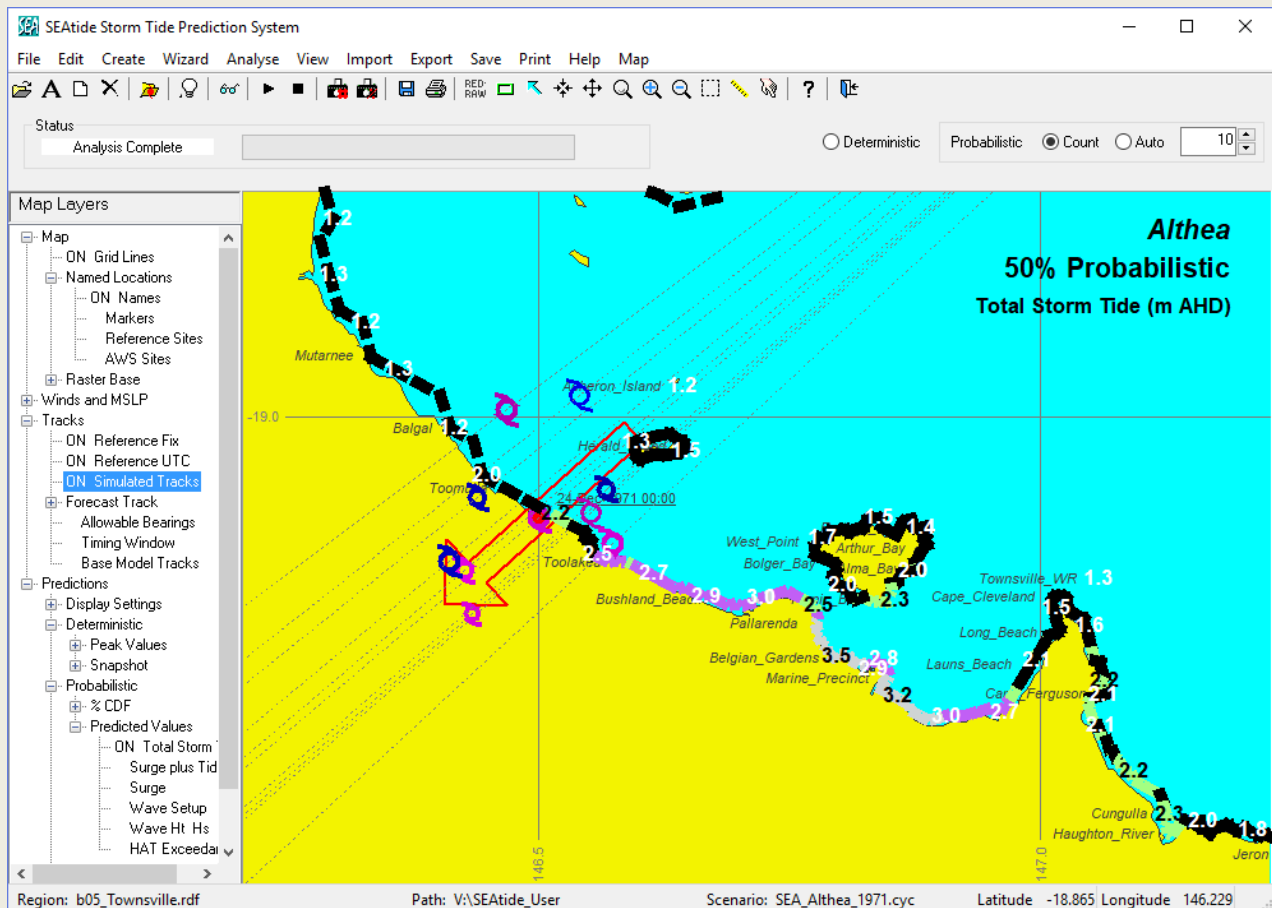 SEAtide Storm Tide Prediction System
File Edit Create Wizard Analyse View Import Export Save Print Help Map
RED-
RAW
Status
Analysis Complete
Deterministic Probabilistic Count Auto 10
Map Layers
Map
ON Grid Lines
Named Locations
ON Names
Markers
Reference Sites
AWS Sites
Raster Base
Winds and MSLP
Tracks
ON Reference Fix
ON Reference UTC
ON Simulated Tracks
Forecast Track
Allowable Bearings
Timing Window
Base Model Tracks
Predictions
Display Settings
Deterministic
Peak Values
Snapshot
Probabilistic
% CDF
Predicted Values
ON Total Storm
Surge plus Tid
Surge
Wave Setup
Wave Ht Hs
HAT Exceedar
Althea
50% Probabilistic
Total Storm Tide (m AHD)
1.2
1.3
1.2
Mutarnee
1.3
Island 1.2
-19.0
Balgal 1.2
Herald 1.3
1.5
2.0
24 1971 00:00
2.2
1.5
1.4
West_Point 1.7
Arthur_Bay
2.5
Bolger_Bay
2.7
2.0
2.0
Townsville_WR 1.3
Bushland_Bea 2.9
3.0
2.5
2.3
Cape_Cleveland
1.5
Pallarenda
1.6
Long_Beach
Belgian_Gardens 3.5
2.8
Launs_Beach 2.1
Marine_Precinct 2.9
2.2
3.2
Ferguson 2.1
3.0
2.7
2.1
2.2
Cungulla 2.3
2.0
Haughton_River
1.8
Jeron
146.5
147.0
Region: b05_Townsville.rdf Path: V:\SEAtide_User Scenario: SEA_Althea_1971.cyc Latitude -18.865 Longitude 146.229